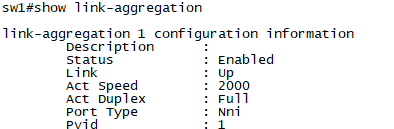 sw1#show link-aggregation
link-aggregation 1 configuration information
Description :
Status : Enabled
Link : Up
Act Speed : 2000
Act Duplex : Full
Port Type : Nni
Pvid : 1